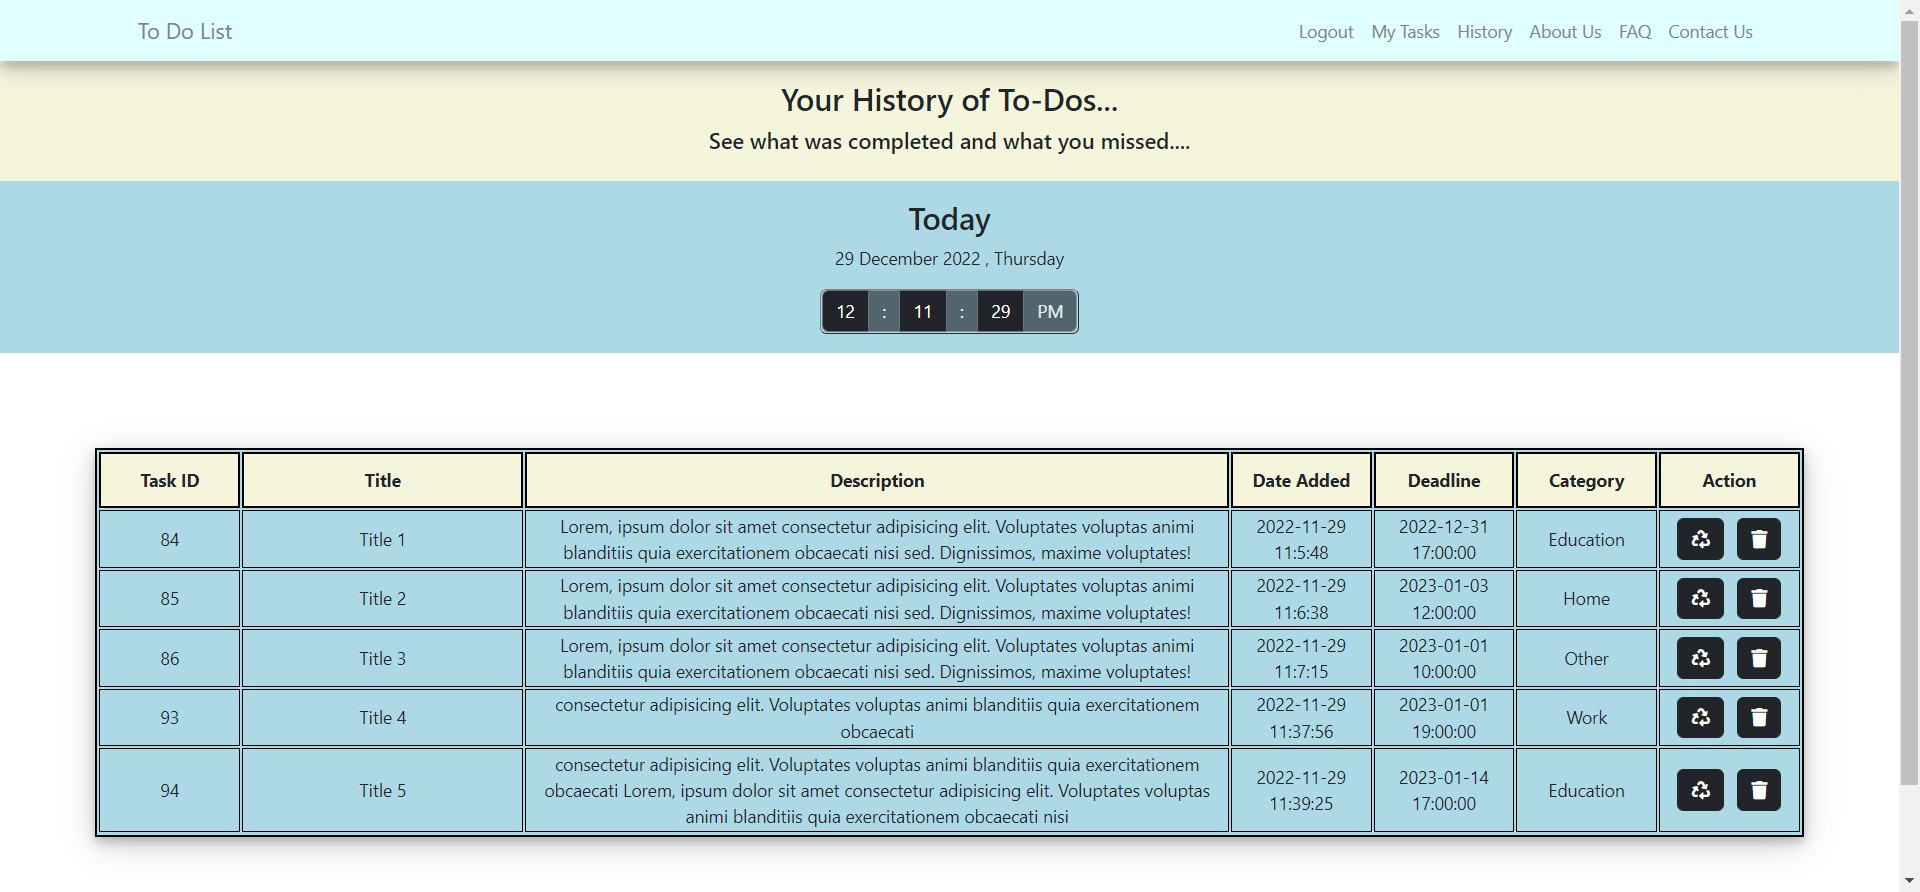 To Do List
Logout My Tasks History About Us FAQ Contact Us
Your History of To-Dos...
See what was completed and what you missed....
Today
29 December 2022 , Thursday
12 : 11 : 29 PM
Task ID Title Description Date Added Deadline Category Action
84 Title 1 Lorem, ipsum dolor sit amet consectetur adipisicing elit. Voluptates voluptas animi 2022-11-29 2022-12-31 Education
blanditiis quia exercitationem obcaecati nisi sed. Dignissimos, maxime voluptates! 11:5:48 17:00:00
85 Title 2 Lorem, ipsum dolor sit amet consectetur adipisicing elit. Voluptates voluptas animi 2022-11-29 2023-01-03 Home
blanditiis quia exercitationem obcaecati nisi sed. Dignissimos, maxime voluptates! 11:6:38 12:00:00
86 Title 3 Lorem, ipsum dolor sit amet consectetur adipisicing elit. Voluptates voluptas animi 2022-11-29 2023-01-01 Other
blanditiis quia exercitationem obcaecati nisi sed. Dignissimos, maxime voluptates! 11:7:15 10:00:00
93 Title 4 consectetur adipisicing elit. Voluptates voluptas animi blanditiis quia exercitationem 2022-11-29 2023-01-01 Work
obcaecati 11:37:56 19:00:00
94 Title 5 consectetur adipisicing elit. Voluptates voluptas animi blanditiis quia exercitationem 2022-11-29 2023-01-14 Education
obcaecati Lorem, ipsum dolor sit amet consectetur adipisicing elit. Voluptates voluptas 11:39:25 17:00:00
animi blanditiis quia exercitationem obcaecati nisi